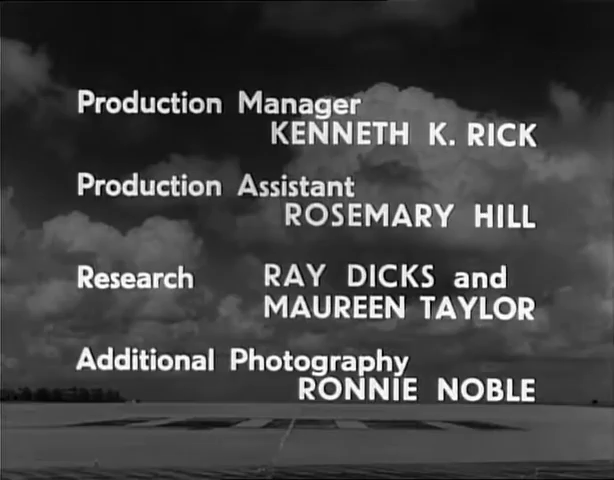 Production Manager
KENNETH K. RICK
Production Assistant
ROSEMARY HILL
Research RAY DICKS and
MAUREEN TAYLOR
Additional Photography
RONNIE NOBLE